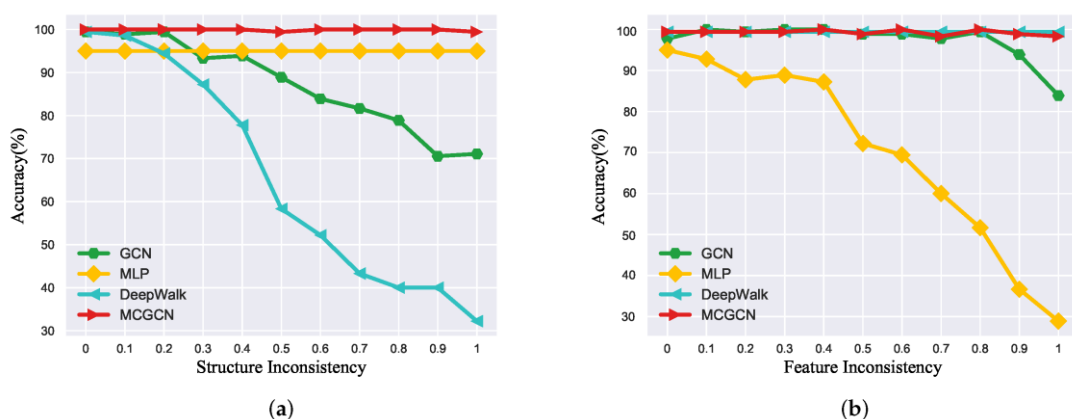 100
90
80
70
60
50
40
30
Accuracy(%)
GCN
MLP
DeepWalk
MCGCN
0 0.1 0.2 0.3 0.4 0.5 0.6 0.7 0.8 0.9 1
Structure Inconsistency
(a)
100
90
80
70
60
50
40
30
Accuracy(%)
GCN
MLP
DeepWalk
MCGCN
0 0.1 0.2 0.3 0.4 0.5 0.6 0.7 0.8 0.9 1
Feature Inconsistency
(b)